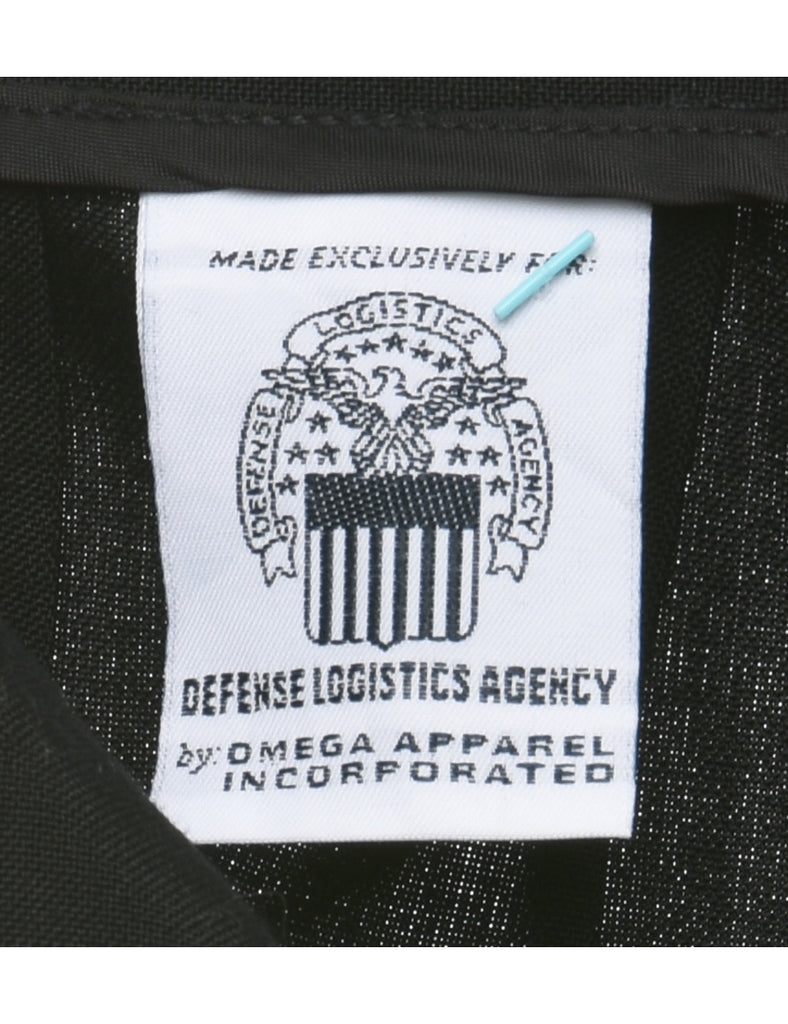 MADE EXCLUSIVELY FOR:
LOGISTICS
DEFENSE
AGENCY
DEFENSE LOGISTICS AGENCY
by: OMEGA APPAREL
INCORPORATED